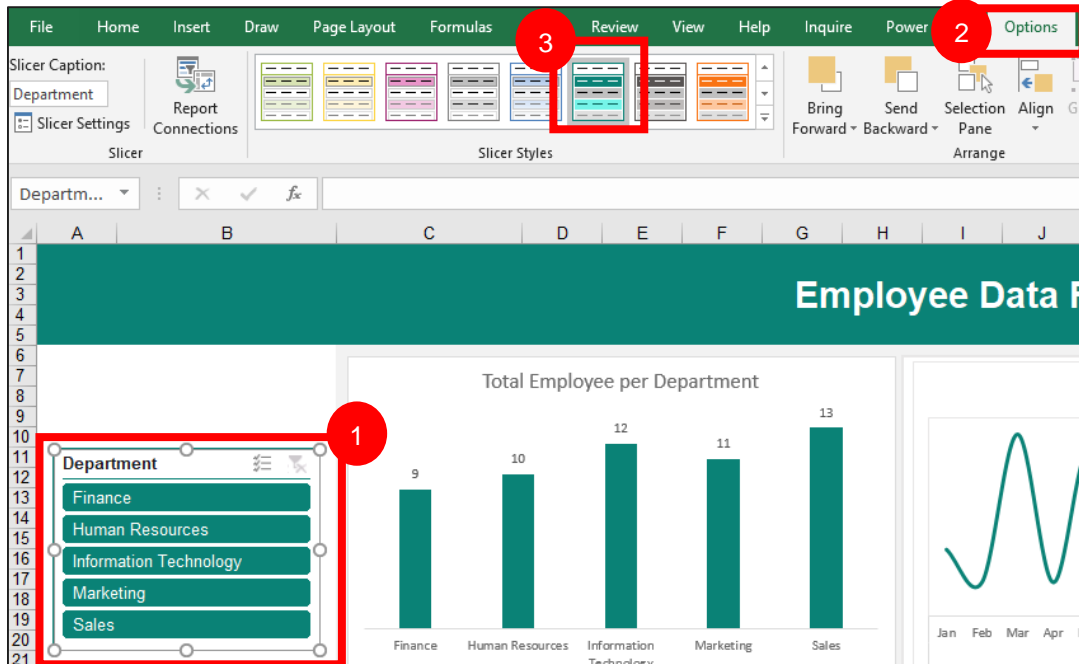 File Home Insert Draw Page Layout Formulas Review View Help Inquire Power Options
3
2
Slicer Caption:
Department
Slicer Settings
Report
Connections
Slicer
Slicer Styles
Bring
Forward
Send
Backward
Selection
Pane
Align
G
Arrange
Departm...
fx
A B C D E F G H I J
1
2
3
4
5
6
7
8
9
10
11
12
13
14
15
16
17
18
19
20
21
Employee Data
1
Department
Finance
Human Resources
Information Technology
Marketing
Sales
Total Employee per Department
9 10 12 11 13
Finance Human Resources Information Technology Marketing Sales
Jan Feb Mar Apr